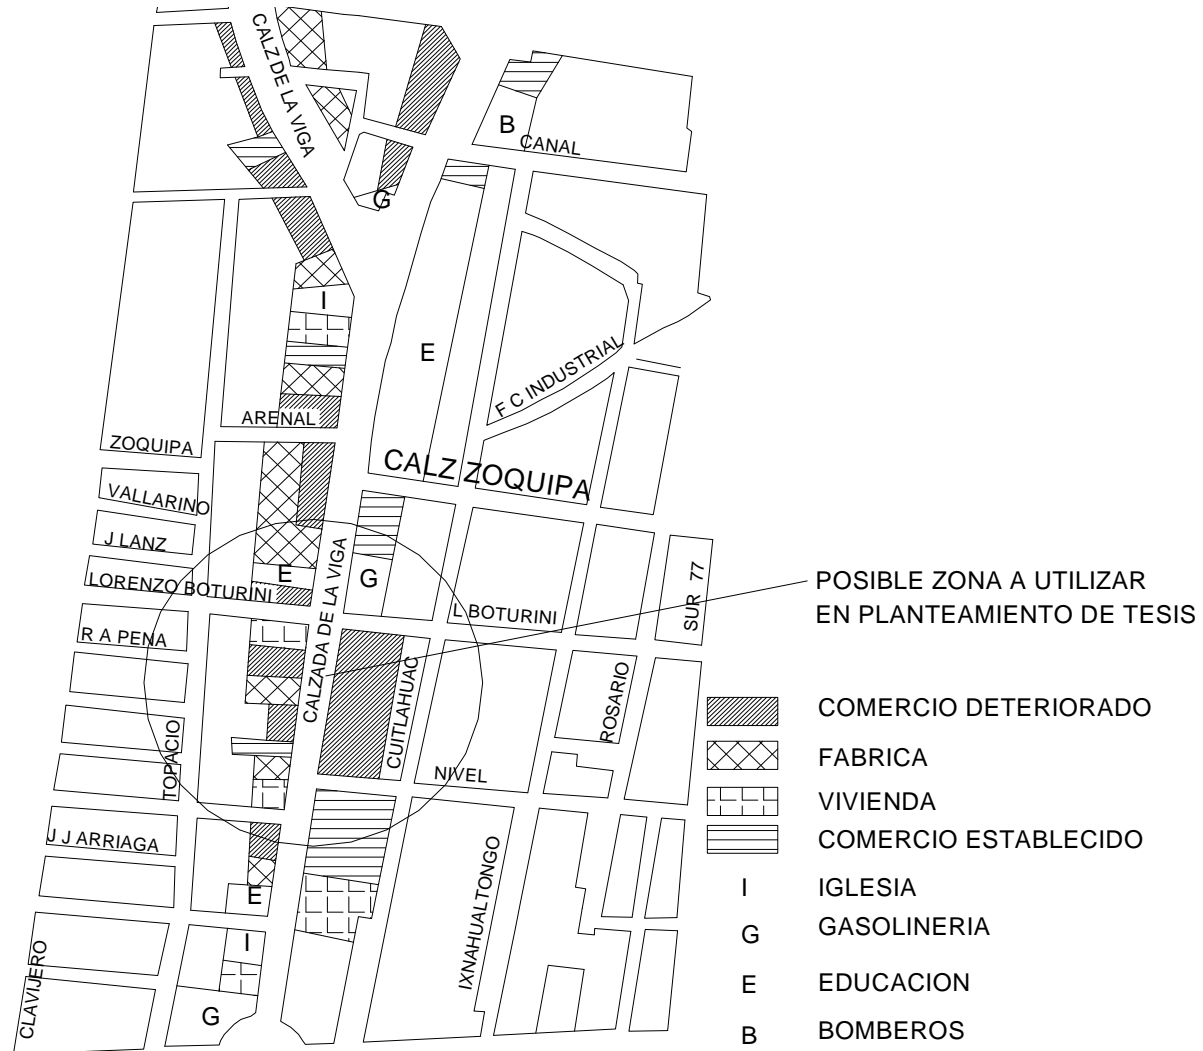 CALZ DE LA VIGA
B
CANAL
G
I
E
F C INDUSTRIAL
ARENAL
ZOQUIPA
CALZ ZOQUIPA
VALLARINO
J LANZ
CALZADA DE LA VIGA
E
G
LORENZO BOTURINI
L BOTURINI
SUR 77
R A PENA
POSIBLE ZONA A UTILIZAR
EN PLANTEAMIENTO DE TESIS
CUITLAHUAC
ROSARIO
TOPACIO
NIVEL
J J ARRIAGA
E
IXNAHUALTONGO
I
CLAVIJERO
G
COMERCIO DETERIORADO
FABRICA
VIVIENDA
COMERCIO ESTABLECIDO
I IGLESIA
G GASOLINERIA
E EDUCACION
B BOMBEROS